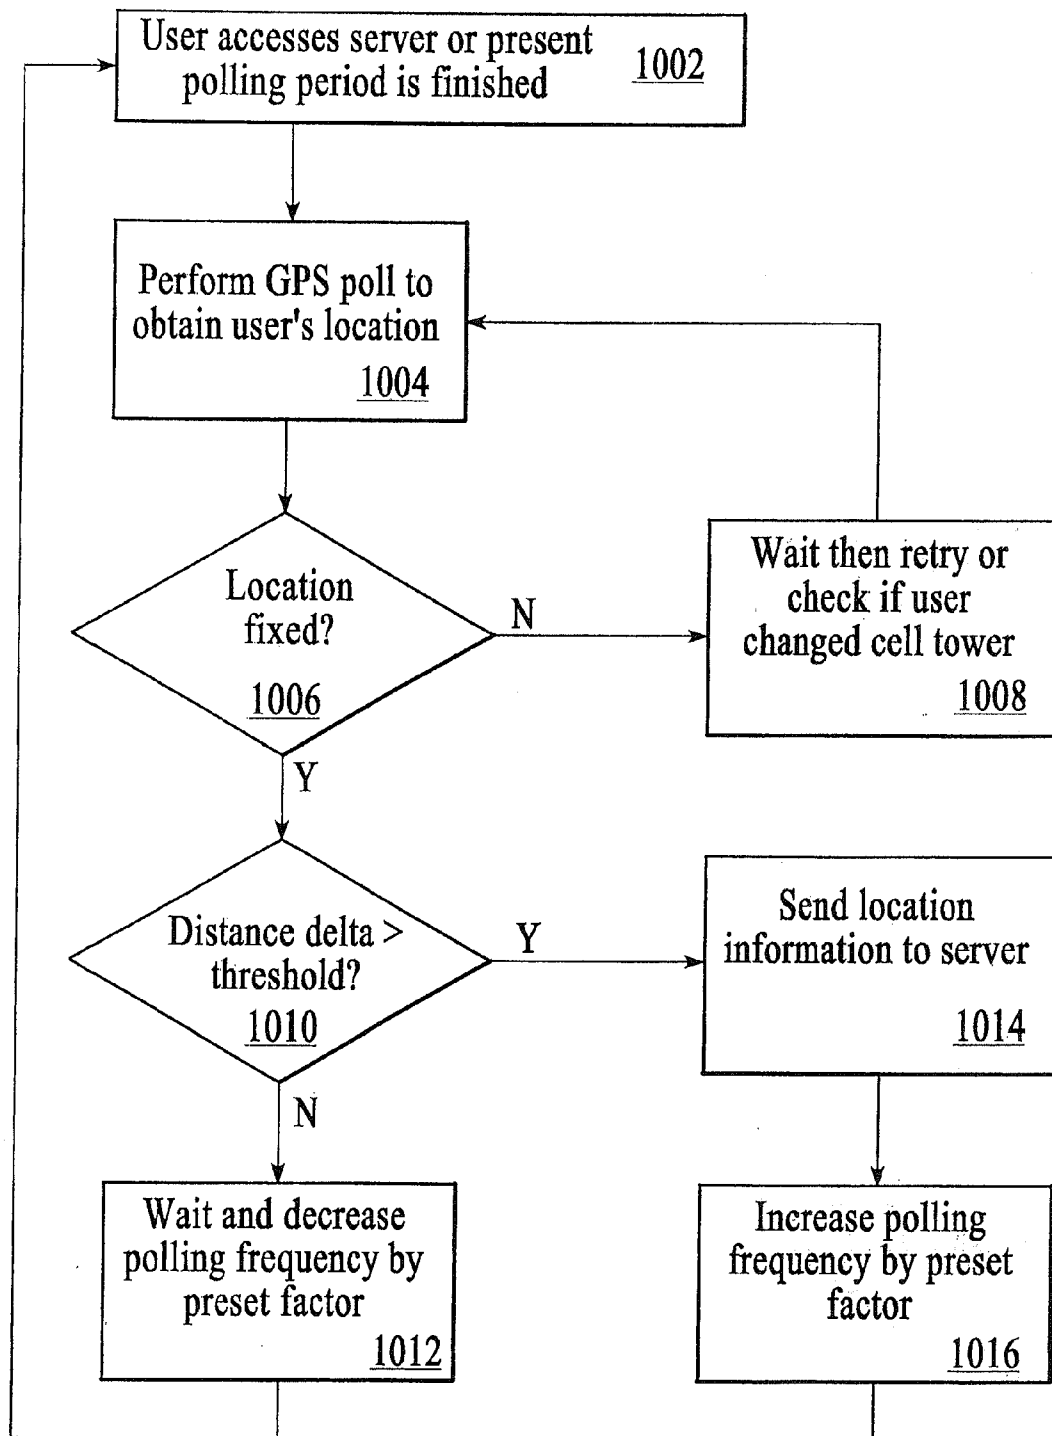 User accesses server or present
polling period is finished
1002
Perform GPS poll to
obtain user's location
1004
Location
fixed?
1006
N
Wait then retry or
check if user
changed cell tower
1008
Y
Distance delta >
threshold?
1010
Y
Send location
information to server
1014
N
Wait and decrease
polling frequency by
preset factor
1012
Increase polling
frequency by preset
factor
1016